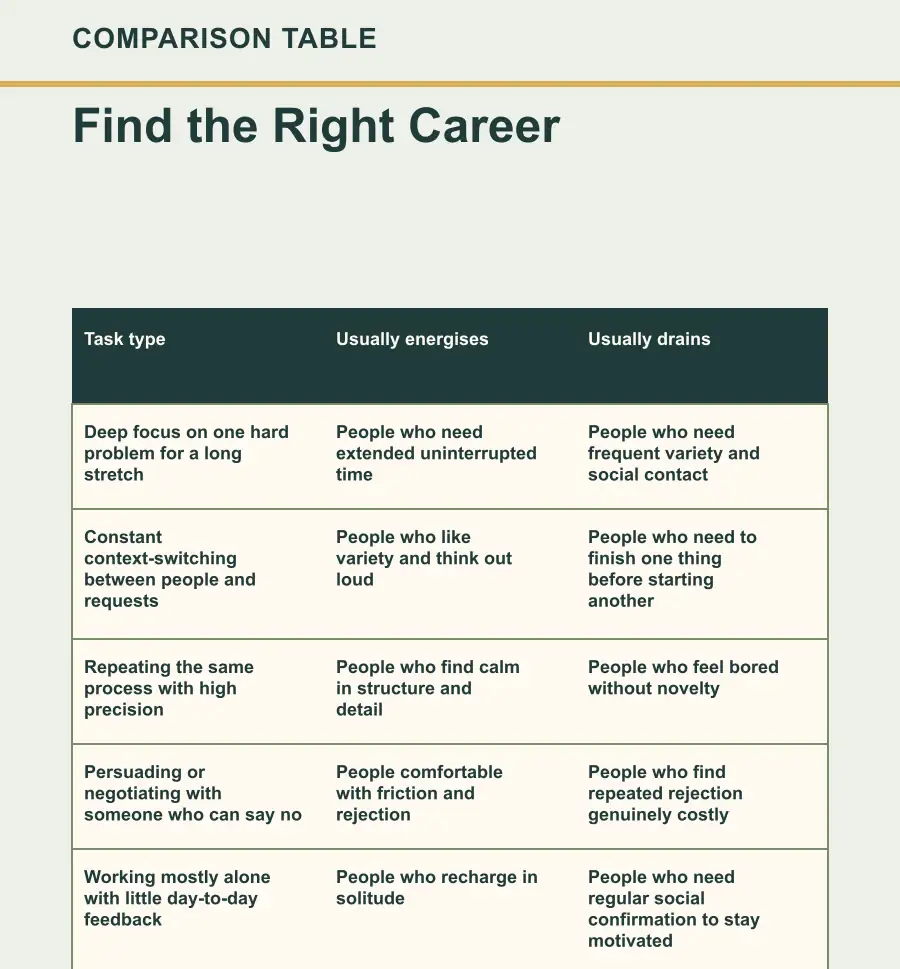 COMPARISON TABLE
Find the Right Career
Task type
Usually energises
Usually drains
Deep focus on one hard
problem for a long
stretch
People who need
extended uninterrupted
time
People who need
frequent variety and
social contact
Constant
context-switching
between people and
requests
People who like
variety and think out
loud
People who need to
finish one thing
before starting
another
Repeating the same
process with high
precision
People who find calm
in structure and
detail
People who feel bored
without novelty
Persuading or
negotiating with
someone who can say no
People comfortable
with friction and
rejection
People who find
repeated rejection
genuinely costly
Working mostly alone
with little day-to-day
feedback
People who recharge in
solitude
People who need
regular social
confirmation to stay
motivated